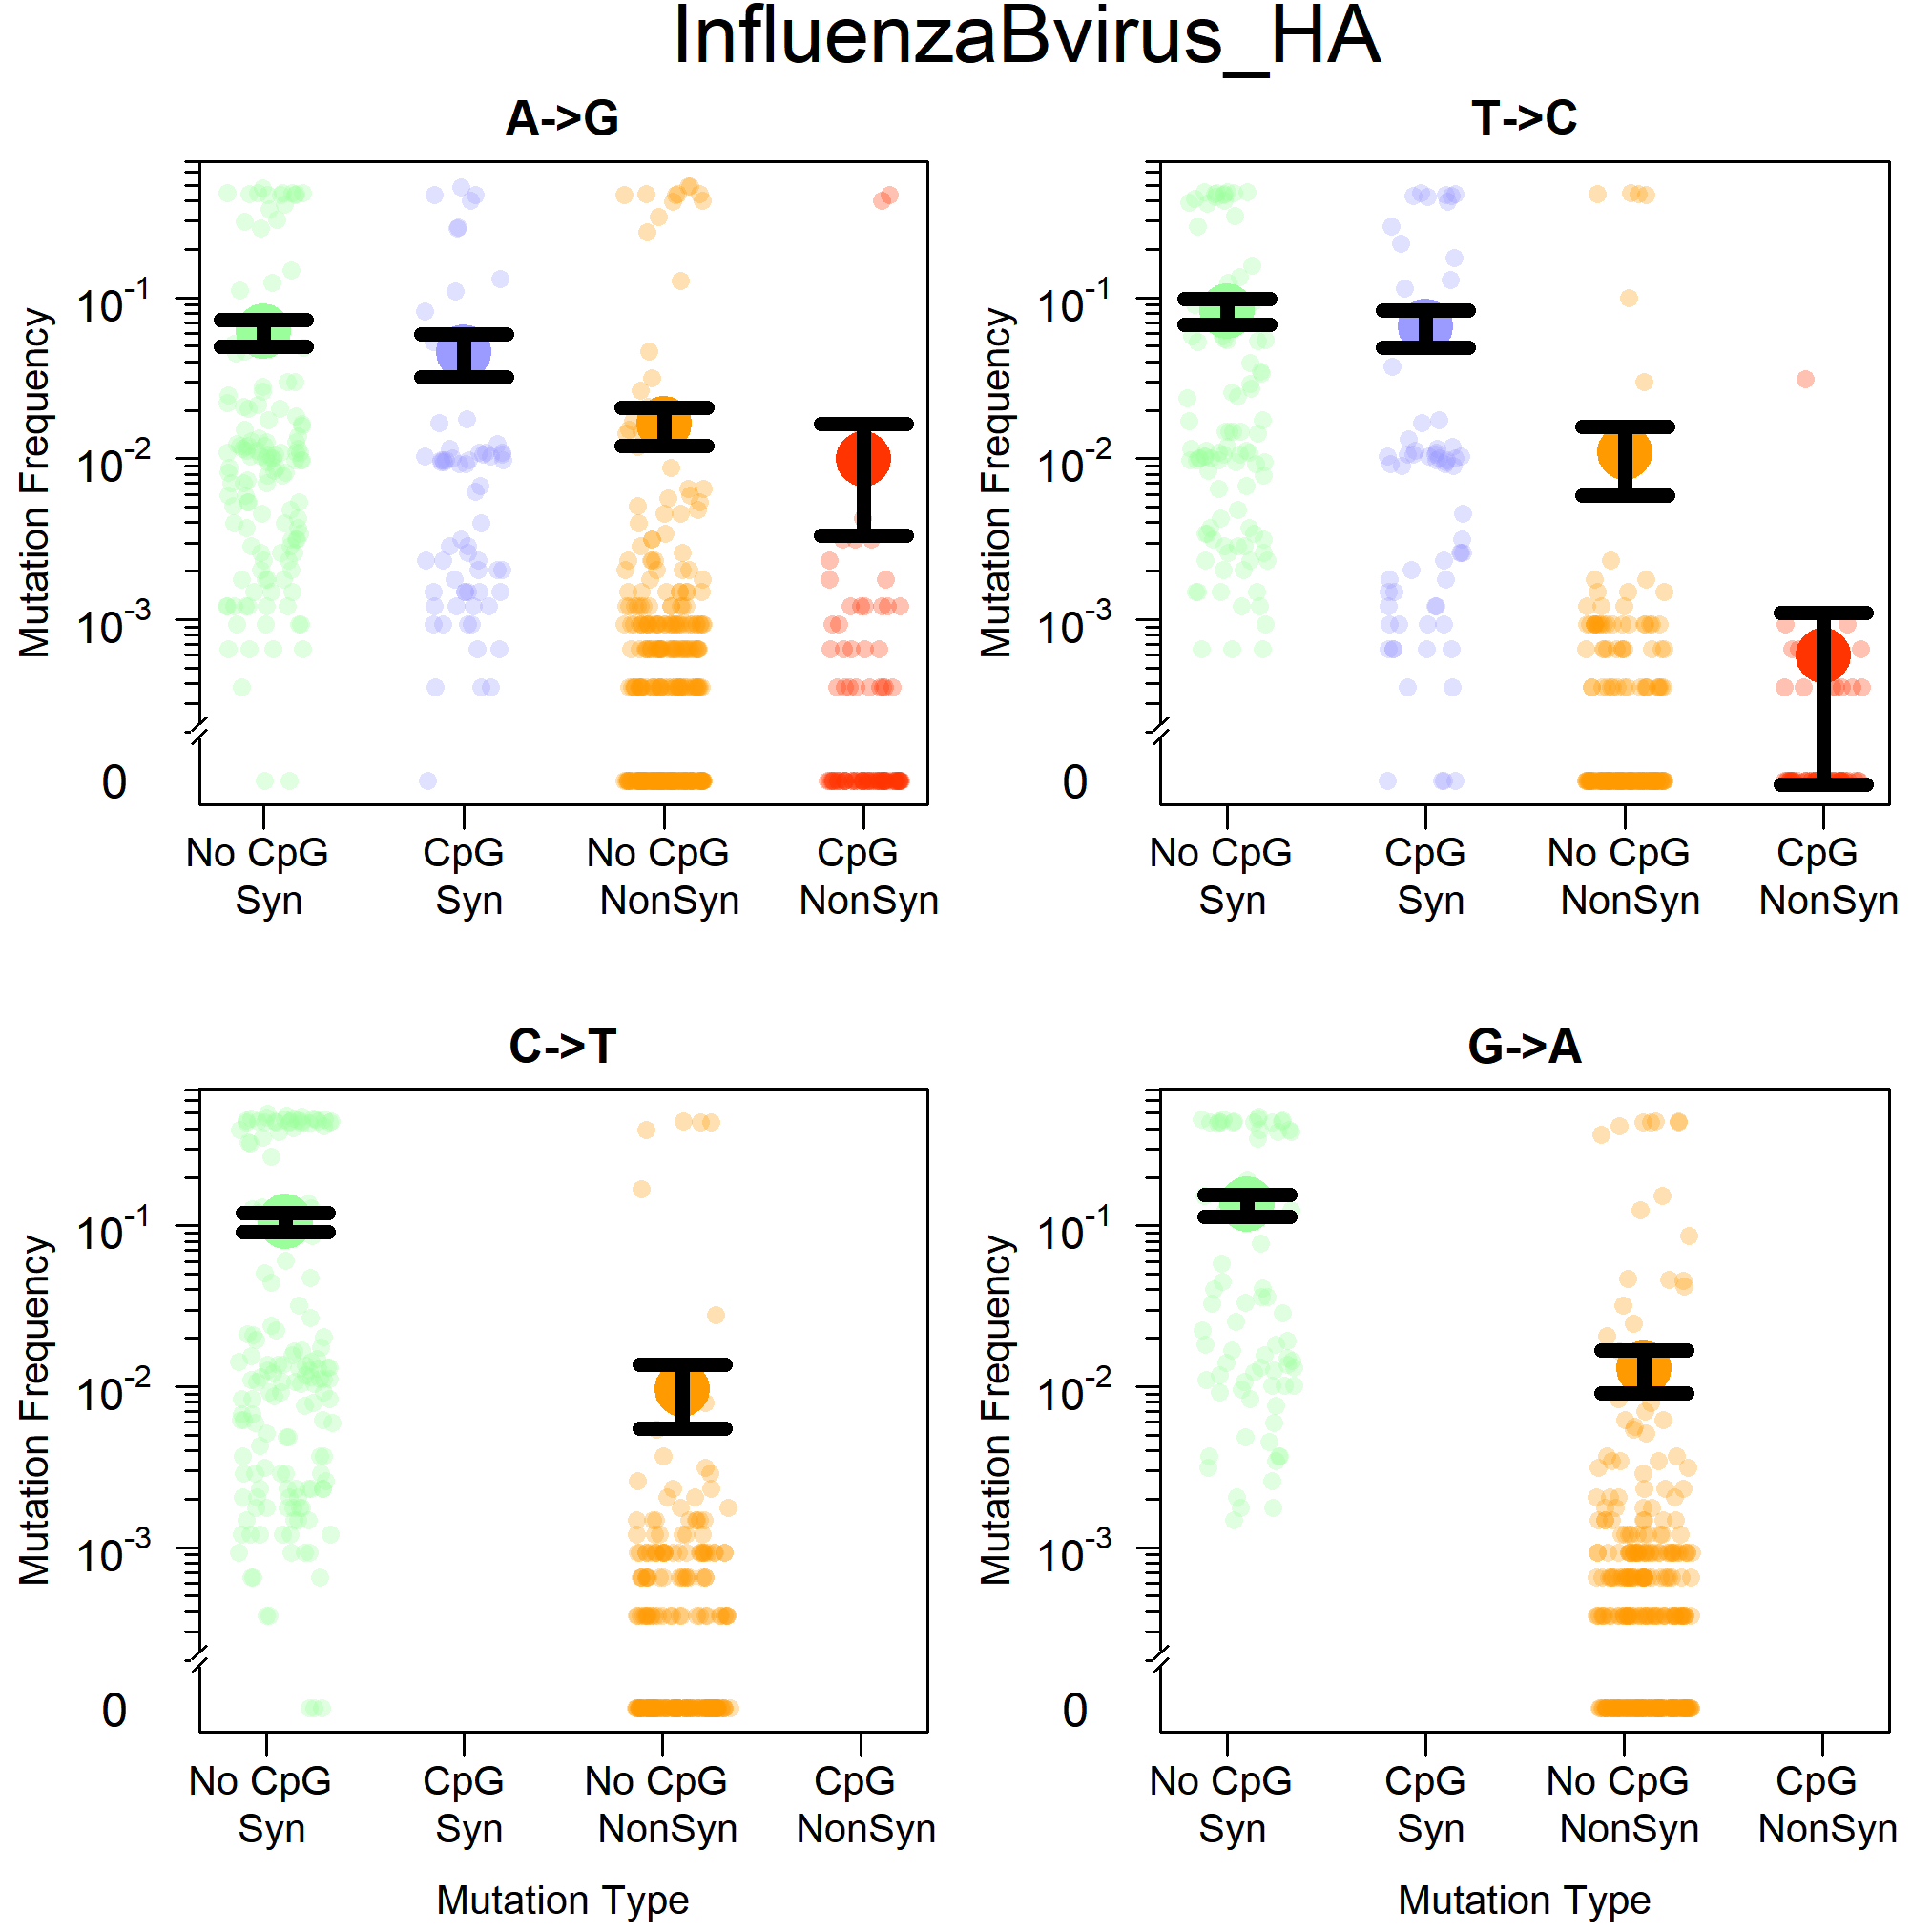 InfluenzaBvirus_HA
A->G
Mutation Frequency
10-1
10-2
10-3
0
No CpG
Syn
CpG
Syn
No CpG
NonSyn
CpG
NonSyn
T->C
Mutation Frequency
10-1
10-2
10-3
0
No CpG
Syn
CpG
Syn
No CpG
NonSyn
CpG
NonSyn
C->T
Mutation Frequency
10-1
10-2
10-3
0
No CpG
Syn
CpG
Syn
No CpG
NonSyn
CpG
NonSyn
Mutation Type
G->A
Mutation Frequency
10-1
10-2
10-3
0
No CpG
Syn
CpG
Syn
No CpG
NonSyn
CpG
NonSyn
Mutation Type